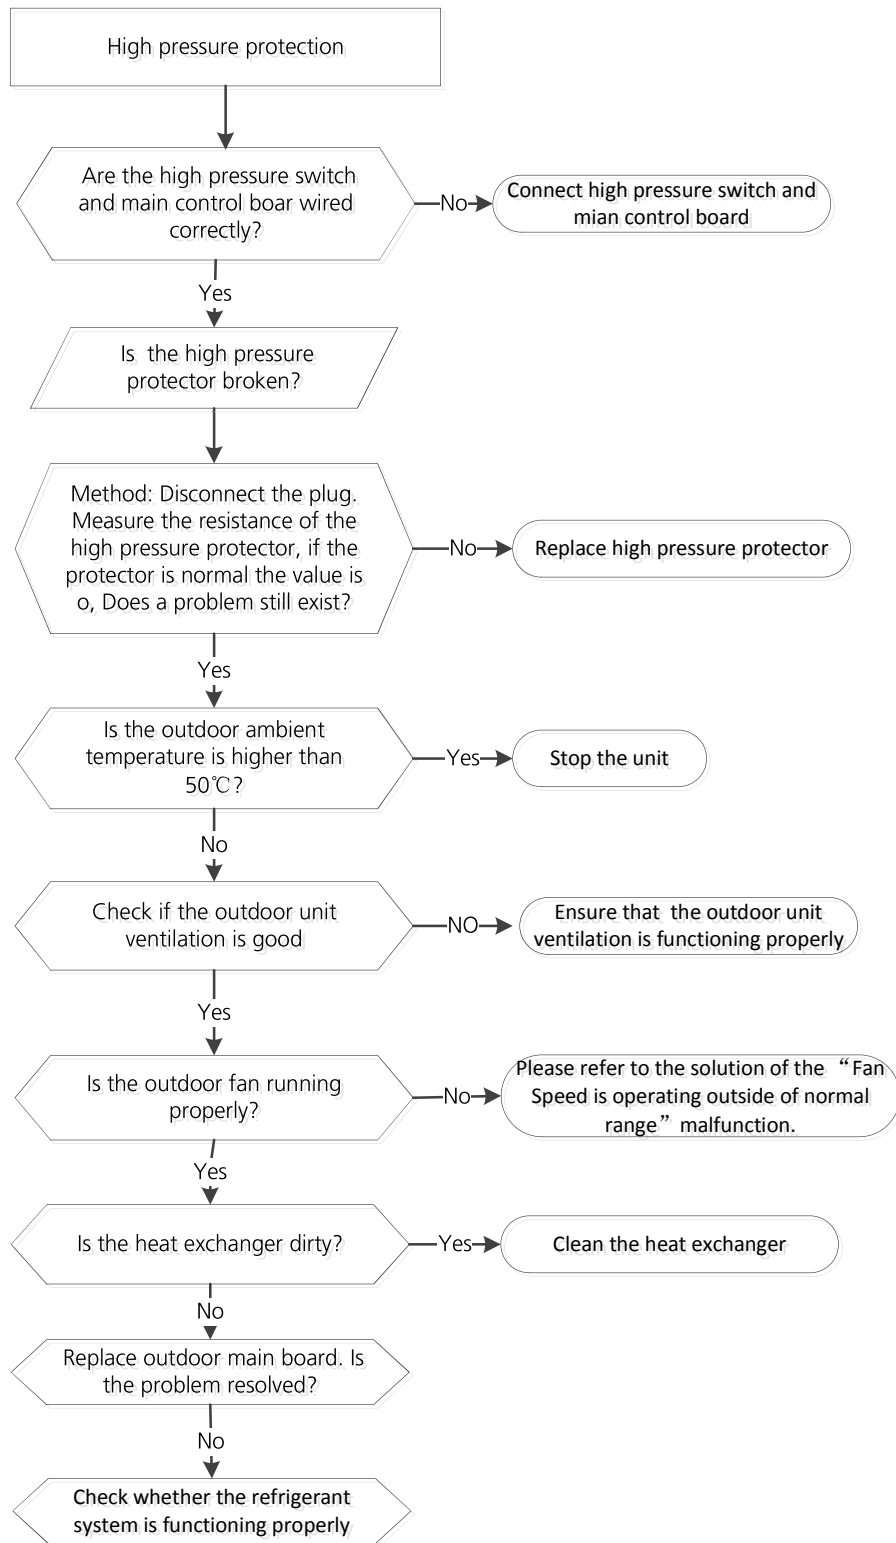 High pressure protection
Are the high pressure switch
and main control boar wired
correctly?
No
Connect high pressure switch and
mian control board
Yes
Is the high pressure
protector broken?
Method: Disconnect the plug.
Measure the resistance of the
high pressure protector, if the
protector is normal the value is
o, Does a problem still exist?
No
Replace high pressure protector
Yes
Is the outdoor ambient
temperature is higher than
50℃?
Yes
Stop the unit
No
Check if the outdoor unit
ventilation is good
NO
Ensure that the outdoor unit
ventilation is functioning properly
Yes
Is the outdoor fan running
properly?
No
Please refer to the solution of the “Fan
Speed is operating outside of normal
range” malfunction.
Yes
Is the heat exchanger dirty?
Yes
Clean the heat exchanger
No
Replace outdoor main board. Is
the problem resolved?
No
Check whether the refrigerant
system is functioning properly